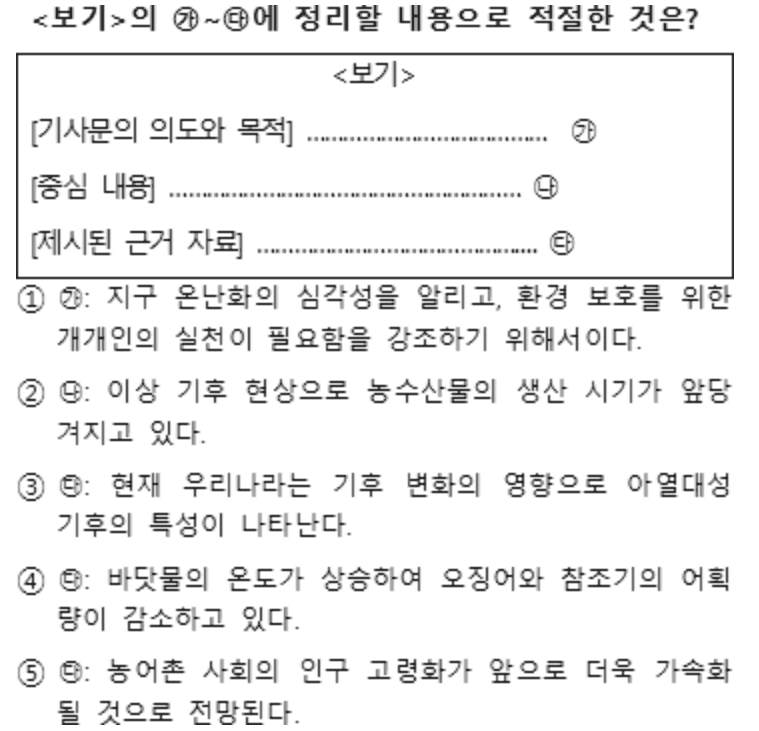 <보기>의 ㉮~㉰에 정리할 내용으로 적절한 것은?
<보기>
[기사문의 의도와 목적] ........................................ ㉮
[중심 내용] ........................................................ ㉯
[제시된 근거 자료] ............................................. ㉰
① ㉮: 지구 온난화의 심각성을 알리고, 환경 보호를 위한
개개인의 실천이 필요함을 강조하기 위해서이다.
② ㉯: 이상 기후 현상으로 농수산물의 생산 시기가 앞당
겨지고 있다.
③ ㉰: 현재 우리나라는 기후 변화의 영향으로 아열대성
기후의 특성이 나타난다.
④ ㉰: 바닷물의 온도가 상승하여 오징어와 참조기의 어획
량이 감소하고 있다.
⑤ ㉰: 농어촌 사회의 인구 고령화가 앞으로 더욱 가속화
될 것으로 전망된다.